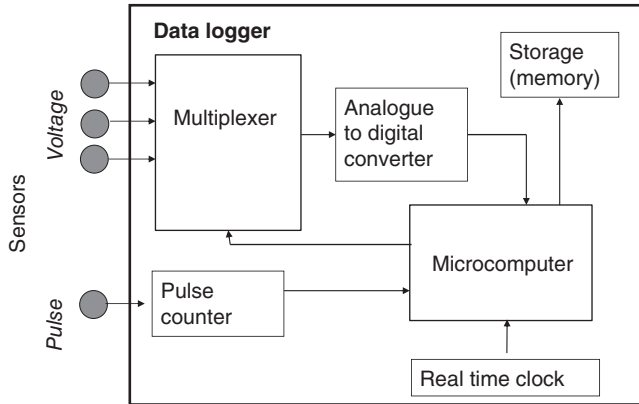 Data logger
Storage
(memory)
Multiplexer
Analogue
to digital
converter
Voltage
Sensors
Microcomputer
Pulse
Pulse
counter
Real time clock